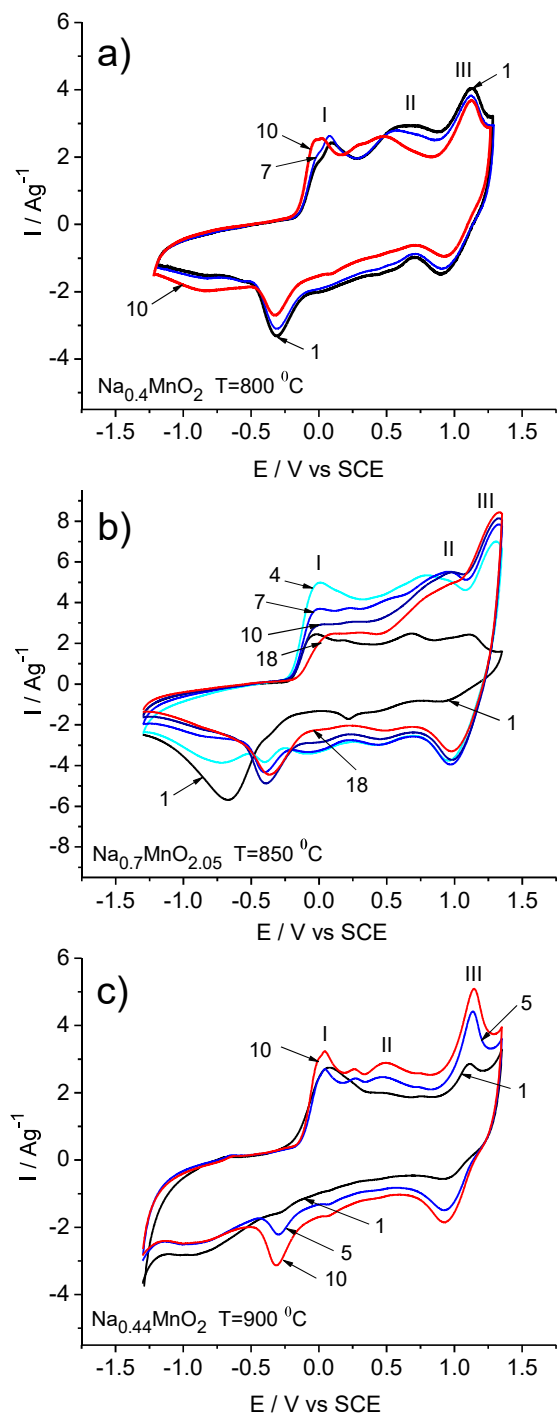 a)
I / Ag⁻¹
6
4
2
0
-2
-4
I
II
III
1
10
7
10
1
Na₀.₄MnO₂ T=800 ⁰C
-1.5 -1.0 -0.5 0.0 0.5 1.0 1.5
E / V vs SCE
b)
I / Ag⁻¹
8
6
4
2
0
-2
-4
-6
-8
I
II
III
4
7
10
18
1
1
18
Na₀.₇MnO₂.₀₅ T=850 ⁰C
-1.5 -1.0 -0.5 0.0 0.5 1.0 1.5
E / V vs SCE
c)
I / Ag⁻¹
6
4
2
0
-2
-4
I
II
III
5
10
1
1
5
10
Na₀.₄₄MnO₂ T=900 ⁰C
-1.5 -1.0 -0.5 0.0 0.5 1.0 1.5
E / V vs SCE